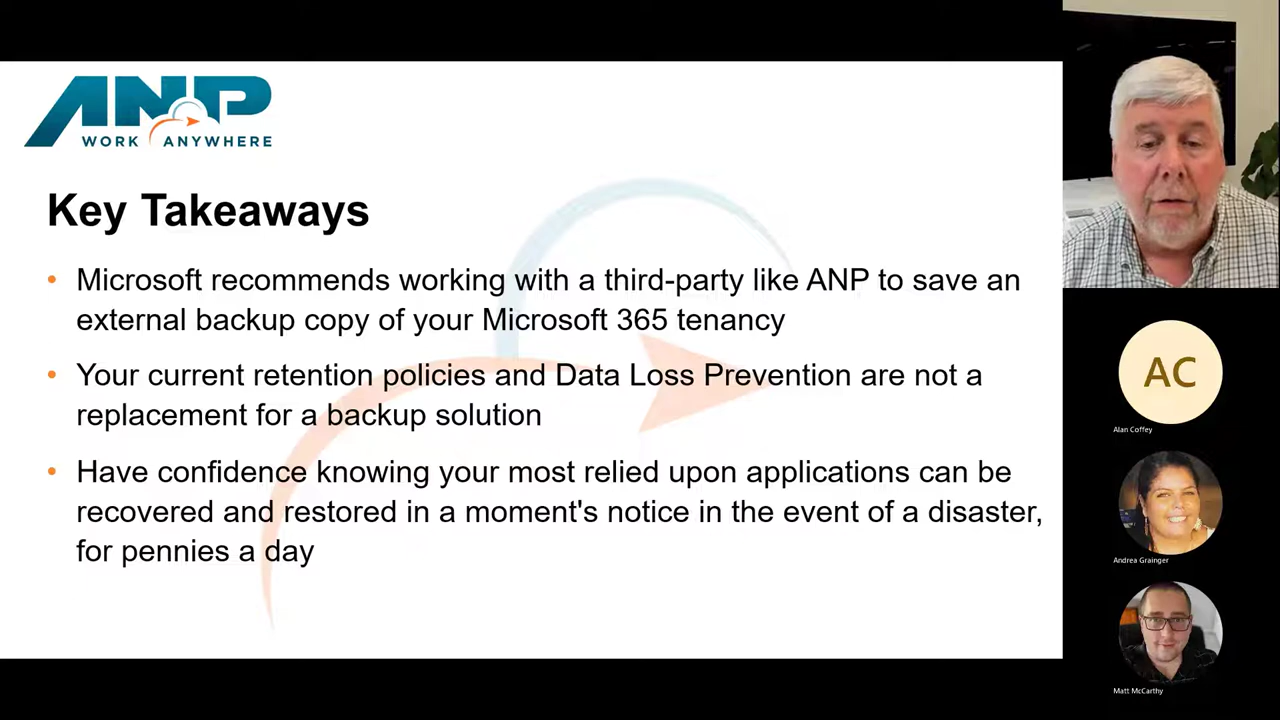 ANP
WORK ANYWHERE
Key Takeaways
• Microsoft recommends working with a third-party like ANP to save an
external backup copy of your Microsoft 365 tenancy
• Your current retention policies and Data Loss Prevention are not a
replacement for a backup solution
• Have confidence knowing your most relied upon applications can be
recovered and restored in a moment's notice in the event of a disaster,
for pennies a day
AC
Alan Coffey
Andrea Grainger
Matt McCarthy